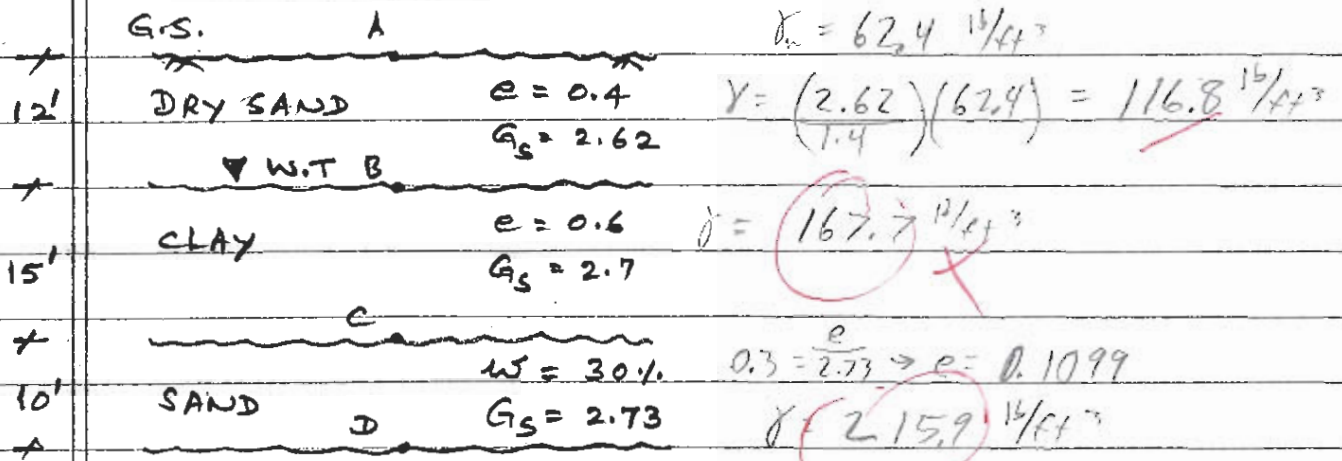 G.S. A γw = 62.4 lb/ft³
12' DRY SAND e = 0.4 γ = (2.62/1.4)(62.4) = 116.8 lb/ft³
Gs = 2.62
▼ W.T B
CLAY e = 0.6 γ = 167.7 lb/ft³
15' Gs = 2.7
C
w = 30% 0.3 = e/2.73 → e = 0.1099
10' SAND Gs = 2.73 γ = 215.9 lb/ft³
D